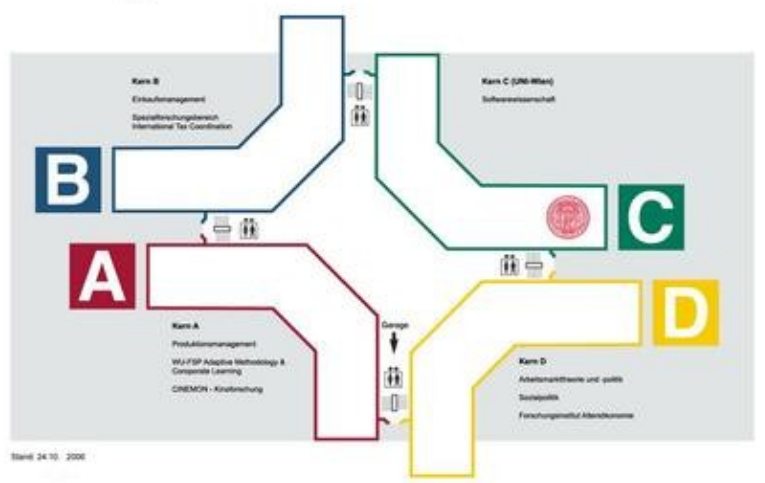 Kern B
Einkaufsmanagement
Spezialforschungsbereich
International Tax Coordination
Kern C (UNI-Wien)
Softwarewissenschaft
B
C
A
D
Kern A
Produktionsmanagement
WU-FSP Adaptive Methodology &
Corporate Learning
CINEMON - Kinoforschung
Garage
Kern D
Arbeitsmarkttheorie und -politik
Sozialpolitik
Forschungsinstitut Altersökonomie
Stand: 24.10. 2006